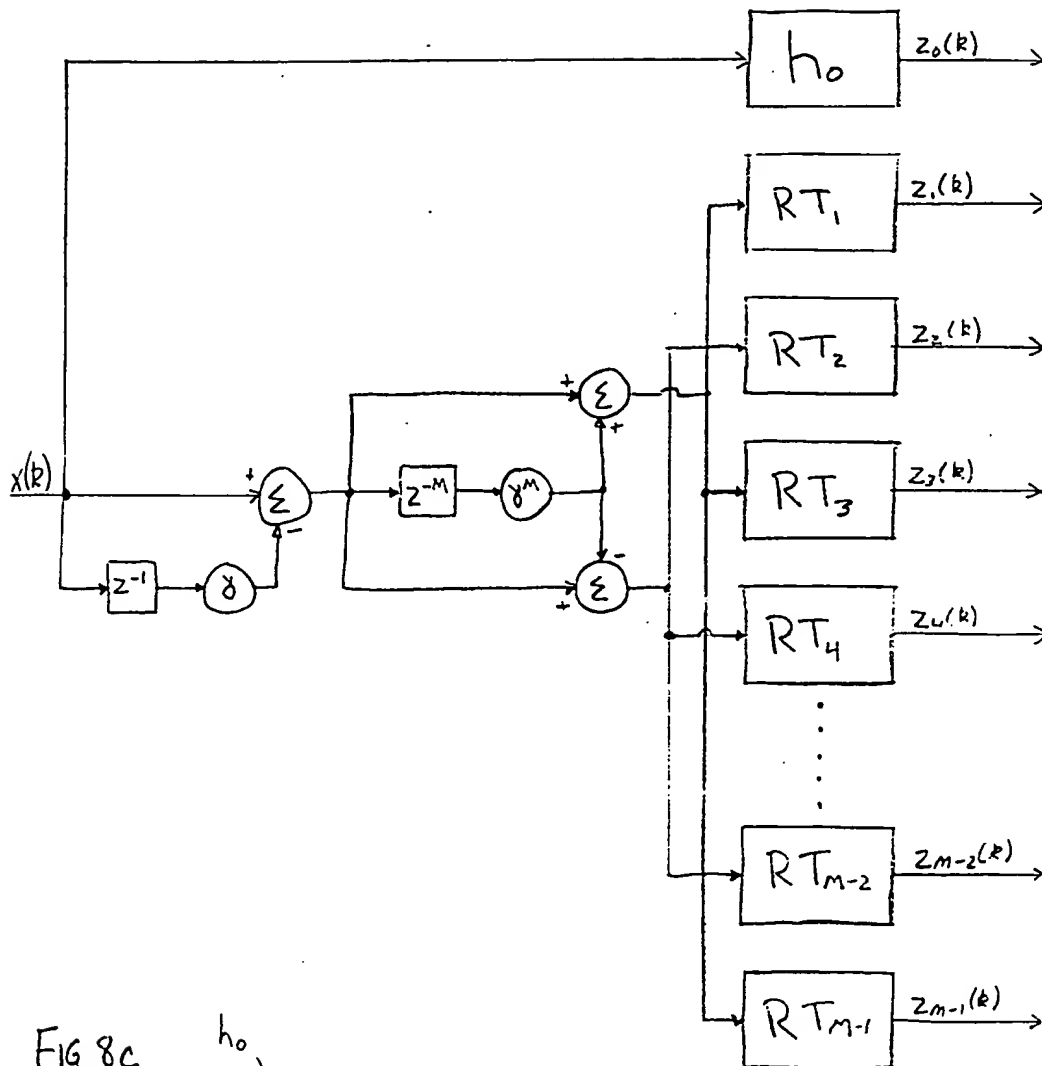 h₀
z₀(k)
RT₁
z₁(k)
RT₂
z₂(k)
+
Σ
+
RT₃
z₃(k)
x(k)
+
Σ
-
z⁻ᴹ
γᴹ
-
+
Σ
z⁻¹
γ
RT₄
z₄(k)
RTM-2
zM-2(k)
RTM-1
zM-1(k)
FIG 8c
h₀